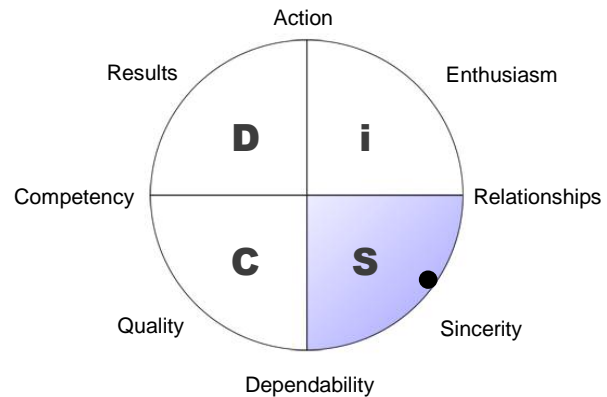 Action
Results
Enthusiasm
D
i
Competency
Relationships
C
S
Quality
Sincerity
Dependability